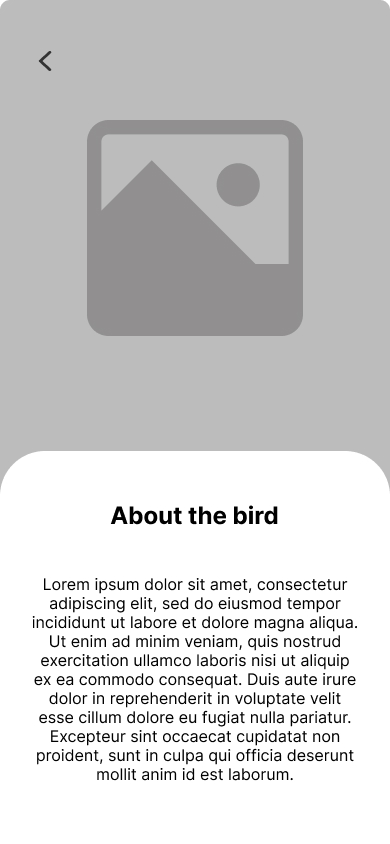 About the bird
Lorem ipsum dolor sit amet, consectetur
adipiscing elit, sed do eiusmod tempor
incididunt ut labore et dolore magna aliqua.
Ut enim ad minim veniam, quis nostrud
exercitation ullamco laboris nisi ut aliquip
ex ea commodo consequat. Duis aute irure
dolor in reprehenderit in voluptate velit
esse cillum dolore eu fugiat nulla pariatur.
Excepteur sint occaecat cupidatat non
proident, sunt in culpa qui officia deserunt
mollit anim id est laborum.